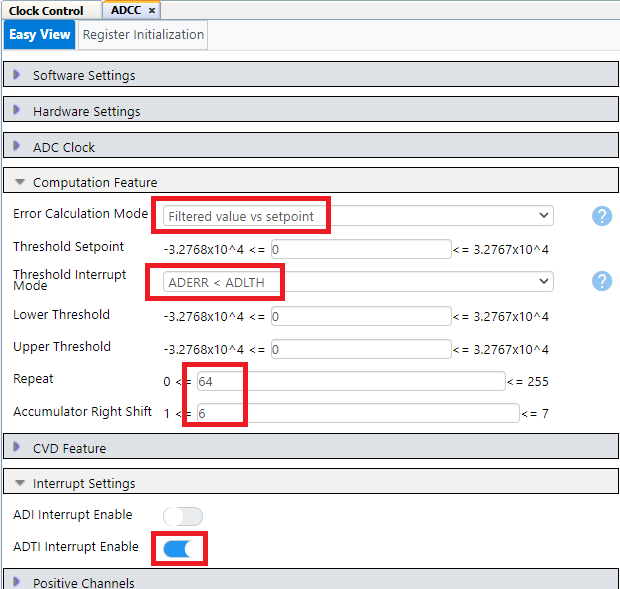 Clock Control ADCC ×
Easy View Register Initialization
Software Settings
Hardware Settings
ADC Clock
Computation Feature
Error Calculation Mode Filtered value vs setpoint ?
Threshold Setpoint -3.2768x10^4 <= 0 <= 3.2767x10^4
Threshold Interrupt
Mode ADERR < ADLTH ?
Lower Threshold -3.2768x10^4 <= 0 <= 3.2767x10^4
Upper Threshold -3.2768x10^4 <= 0 <= 3.2767x10^4
Repeat 0 <= 64 <= 255
Accumulator Right Shift 1 <= 6 <= 7
CVD Feature
Interrupt Settings
ADI Interrupt Enable
ADTI Interrupt Enable
Positive Channels